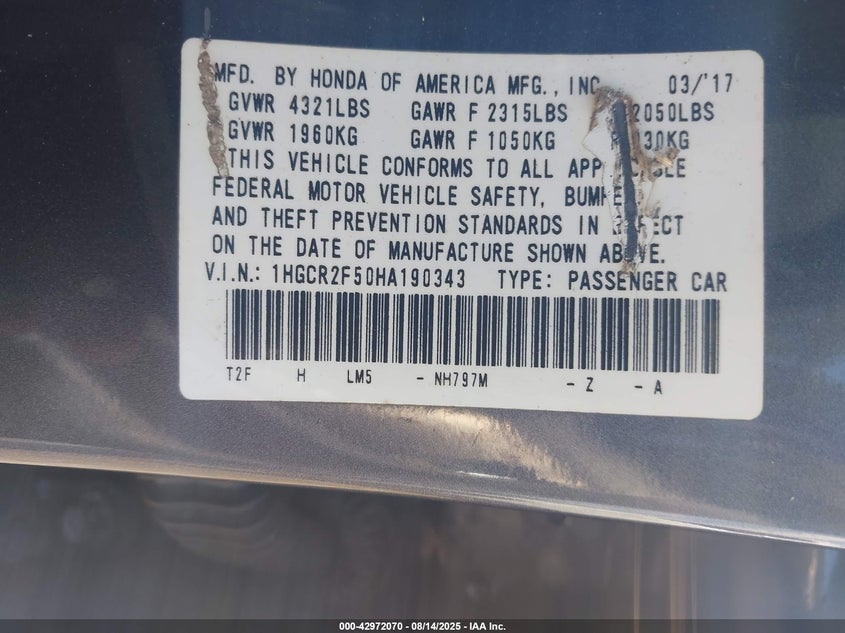 MFD. BY HONDA OF AMERICA MFG., INC 03/'17
GVWR 4321LBS GAWR F 2315LBS 2050LBS
GVWR 1960KG GAWR F 1050KG 30KG
THIS VEHICLE CONFORMS TO ALL
FEDERAL MOTOR VEHICLE SAFETY,
AND THEFT PREVENTION STANDARDS IN
ON THE DATE OF MANUFACTURE SHOWN
V.I.N.: 1HGCR2F50HA190343 TYPE: PASSENGER CAR
T2F H LM5 - NH797M - Z - A
000-42972070 - 08/14/2025 - IAA Inc.